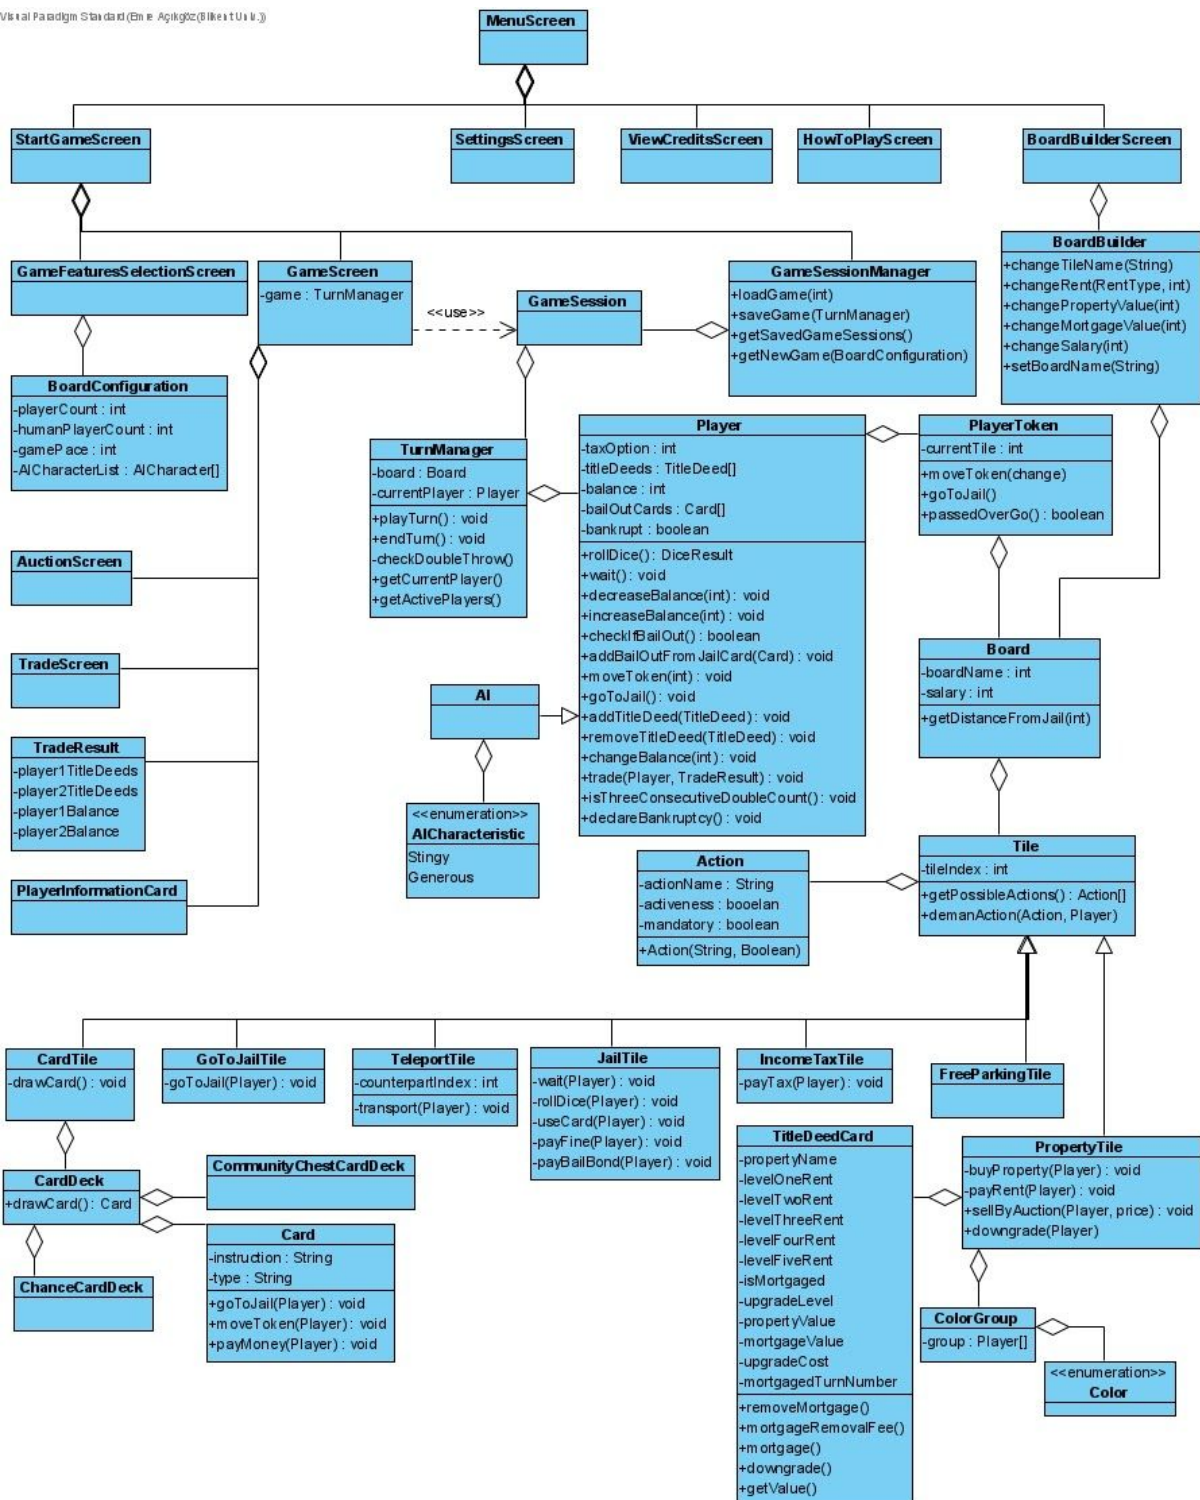 Visual Paradigm Standard(Emre Açıkgöz(Bilkent Univ.))
MenuScreen
StartGameScreen
SettingsScreen
ViewCreditsScreen
HowToPlayScreen
BoardBuilderScreen
GameFeaturesSelectionScreen
GameScreen
-game : TurnManager
<<use>>
GameSession
GameSessionManager
+loadGame(int)
+saveGame(TurnManager)
+getSavedGameSessions()
+getNewGame(BoardConfiguration)
BoardBuilder
+changeTileName(String)
+changeRent(RentType, int)
+changePropertyValue(int)
+changeMortgageValue(int)
+changeSalary(int)
+setBoardName(String)
BoardConfiguration
-playerCount : int
-humanPlayerCount : int
-gamePace : int
-AICharacterList : AICharacter[]
TurnManager
-board : Board
-currentPlayer : Player
+playTurn() : void
+endTurn() : void
-checkDoubleThrow()
+getCurrentPlayer()
+getActivePlayers()
Player
-taxOption : int
-titleDeeds : TitleDeed[]
-balance : int
-bailOutCards : Card[]
-bankrupt : boolean
+rollDice() : DiceResult
+wait() : void
+decreaseBalance(int) : void
+increaseBalance(int) : void
+checkIfBailOut() : boolean
+addBailOutFromJailCard(Card) : void
+moveToken(int) : void
+goToJail() : void
+addTitleDeed(TitleDeed) : void
+removeTitleDeed(TitleDeed) : void
+changeBalance(int) : void
+trade(Player, TradeResult) : void
+isThreeConsecutiveDoubleCount() : void
+declareBankruptcy() : void
PlayerToken
-currentTile : int
+moveToken(change)
+goToJail()
+passedOverGo() : boolean
AuctionScreen
TradeScreen
TradeResult
-player1TitleDeeds
-player2TitleDeeds
-player1Balance
-player2Balance
PlayerInformationCard
AI
<<enumeration>>
AICharacteristic
Stingy
Generous
Board
-boardName : int
-salary : int
+getDistanceFromJail(int)
Action
-actionName : String
-activeness : booelan
-mandatory : boolean
+Action(String, Boolean)
Tile
-tileIndex : int
+getPossibleActions() : Action[]
+demanAction(Action, Player)
CardTile
-drawCard() : void
GoToJailTile
-goToJail(Player) : void
TeleportTile
-counterpartIndex : int
-transport(Player) : void
JailTile
-wait(Player) : void
-rollDice(Player) : void
-useCard(Player) : void
-payFine(Player) : void
-payBailBond(Player) : void
IncomeTaxTile
-payTax(Player) : void
FreeParkingTile
CardDeck
+drawCard() : Card
CommunityChestCardDeck
Card
-instruction : String
-type : String
+goToJail(Player) : void
+moveToken(Player) : void
+payMoney(Player) : void
ChanceCardDeck
TitleDeedCard
-propertyName
-levelOneRent
-levelTwoRent
-levelThreeRent
-levelFourRent
-levelFiveRent
-isMortgaged
-upgradeLevel
-propertyValue
-mortgageValue
-upgradeCost
-mortgagedTurnNumber
+removeMortgage()
+mortgageRemovalFee()
+mortgage()
+downgrade()
+getValue()
PropertyTile
-buyProperty(Player) : void
-payRent(Player) : void
+sellByAuction(Player, price) : void
+downgrade(Player)
ColorGroup
-group : Player[]
<<enumeration>>
Color